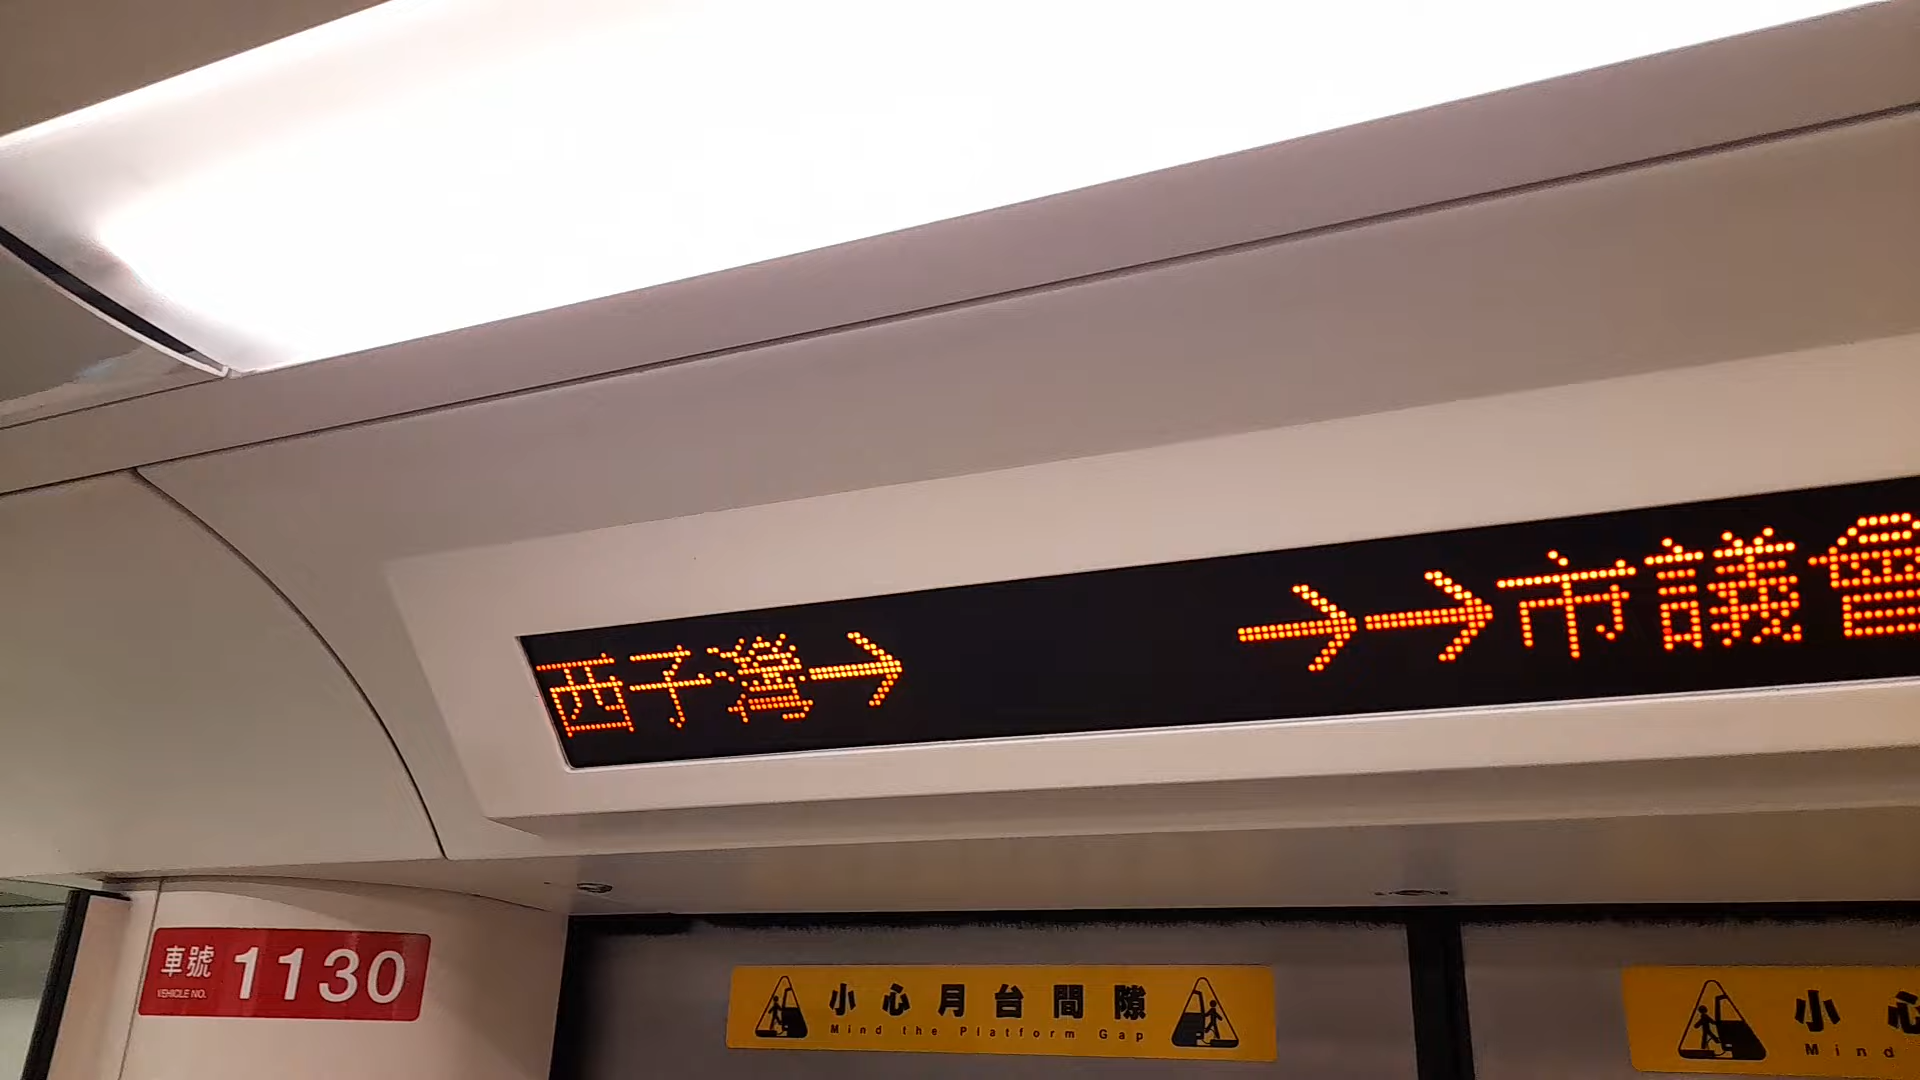 西子灣→ →→市議會
車號 1130
VEHICLE NO.
小心月台間隙
Mind the Platform Gap
小心
Mind